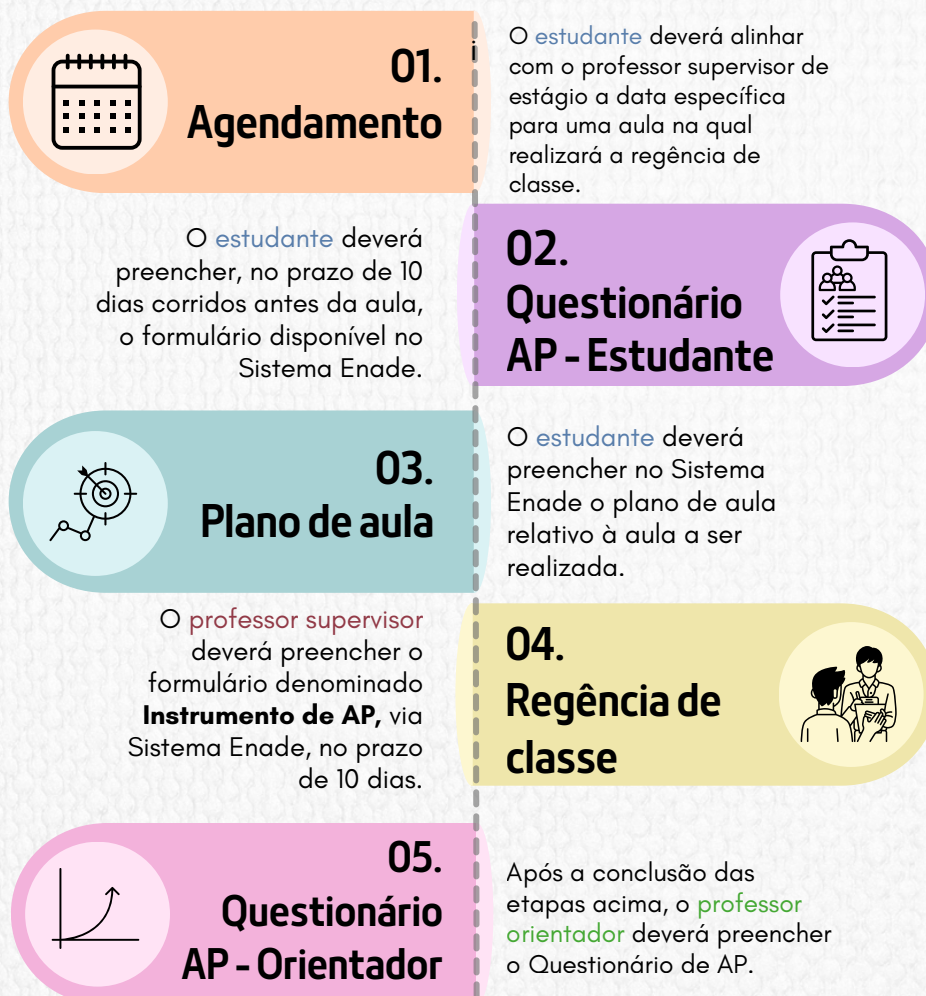 01.
Agendamento
i
O estudante deverá alinhar
com o professor supervisor de
estágio a data específica
para uma aula na qual
realizará a regência de
classe.
02.
Questionário
AP - Estudante
O estudante deverá
preencher, no prazo de 10
dias corridos antes da aula,
o formulário disponível no
Sistema Enade.
03.
Plano de aula
O estudante deverá
preencher no Sistema
Enade o plano de aula
relativo à aula a ser
realizada.
04.
Regência de
classe
O professor supervisor
deverá preencher o
formulário denominado
Instrumento de AP, via
Sistema Enade, no prazo
de 10 dias.
05.
Questionário
AP - Orientador
Após a conclusão das
etapas acima, o professor
orientador deverá preencher
o Questionário de AP.